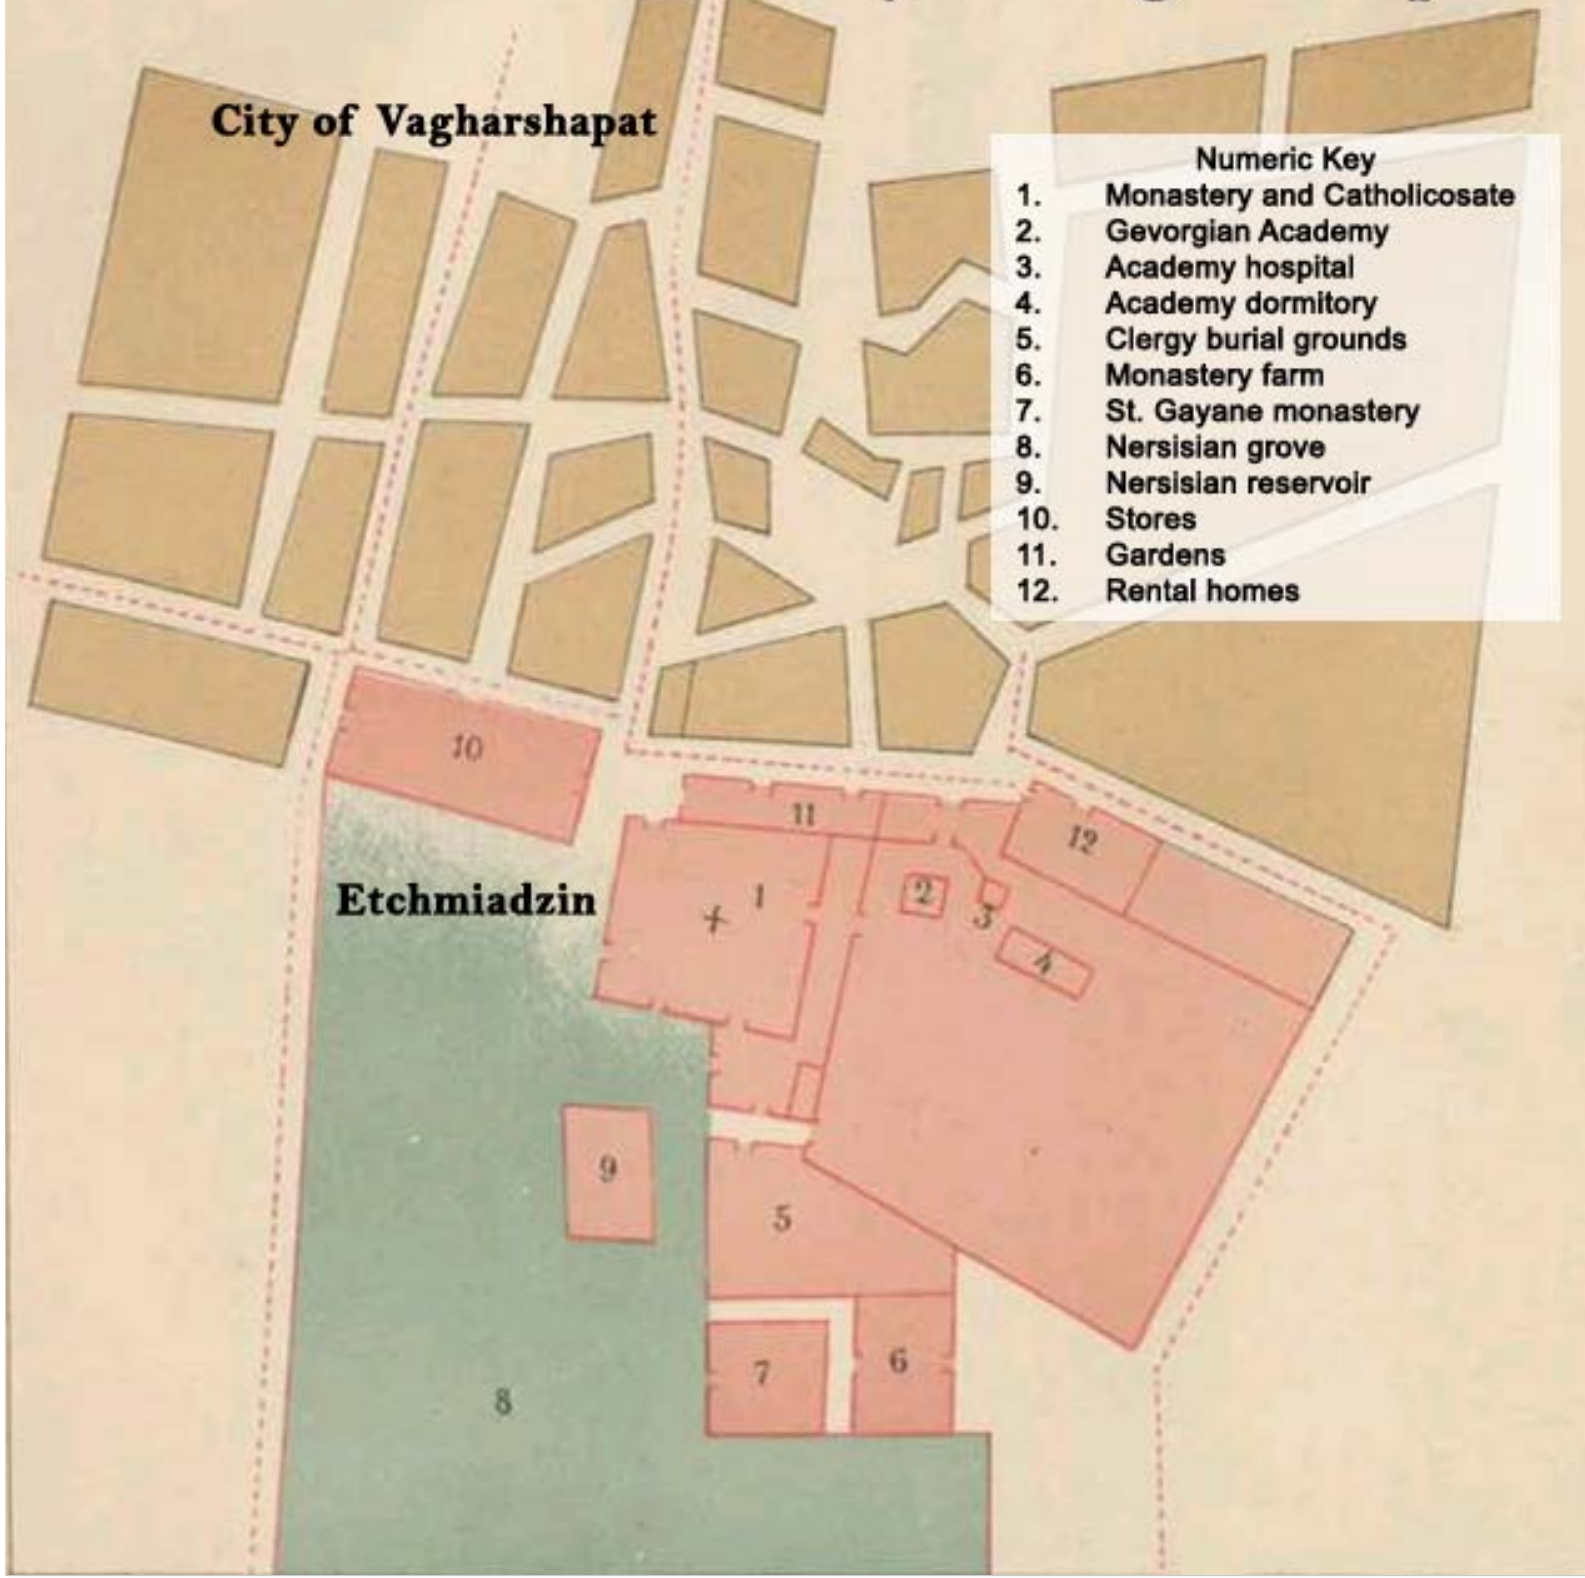 City of Vagharshapat
Numeric Key
1. Monastery and Catholicosate
2. Gevorgian Academy
3. Academy hospital
4. Academy dormitory
5. Clergy burial grounds
6. Monastery farm
7. St. Gayane monastery
8. Nersisian grove
9. Nersisian reservoir
10. Stores
11. Gardens
12. Rental homes
10
11
12
Etchmiadzin
1
2
3
4
9
5
7
6
8